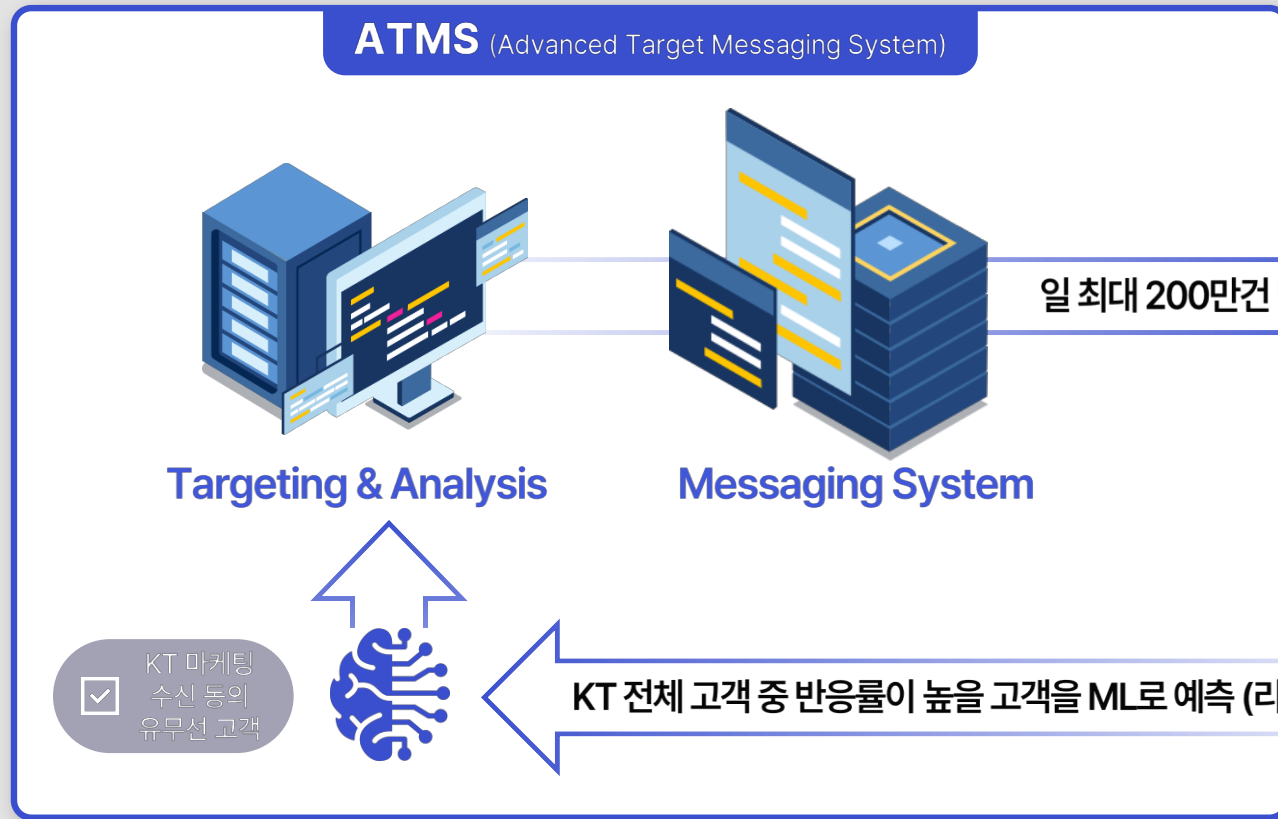 ATMS (Advanced Target Messaging System)
일 최대 200만건
Targeting & Analysis
Messaging System
KT 마케팅
수신 동의
유무선 고객
KT 전체 고객 중 반응률이 높을 고객을 ML로 예측 (리